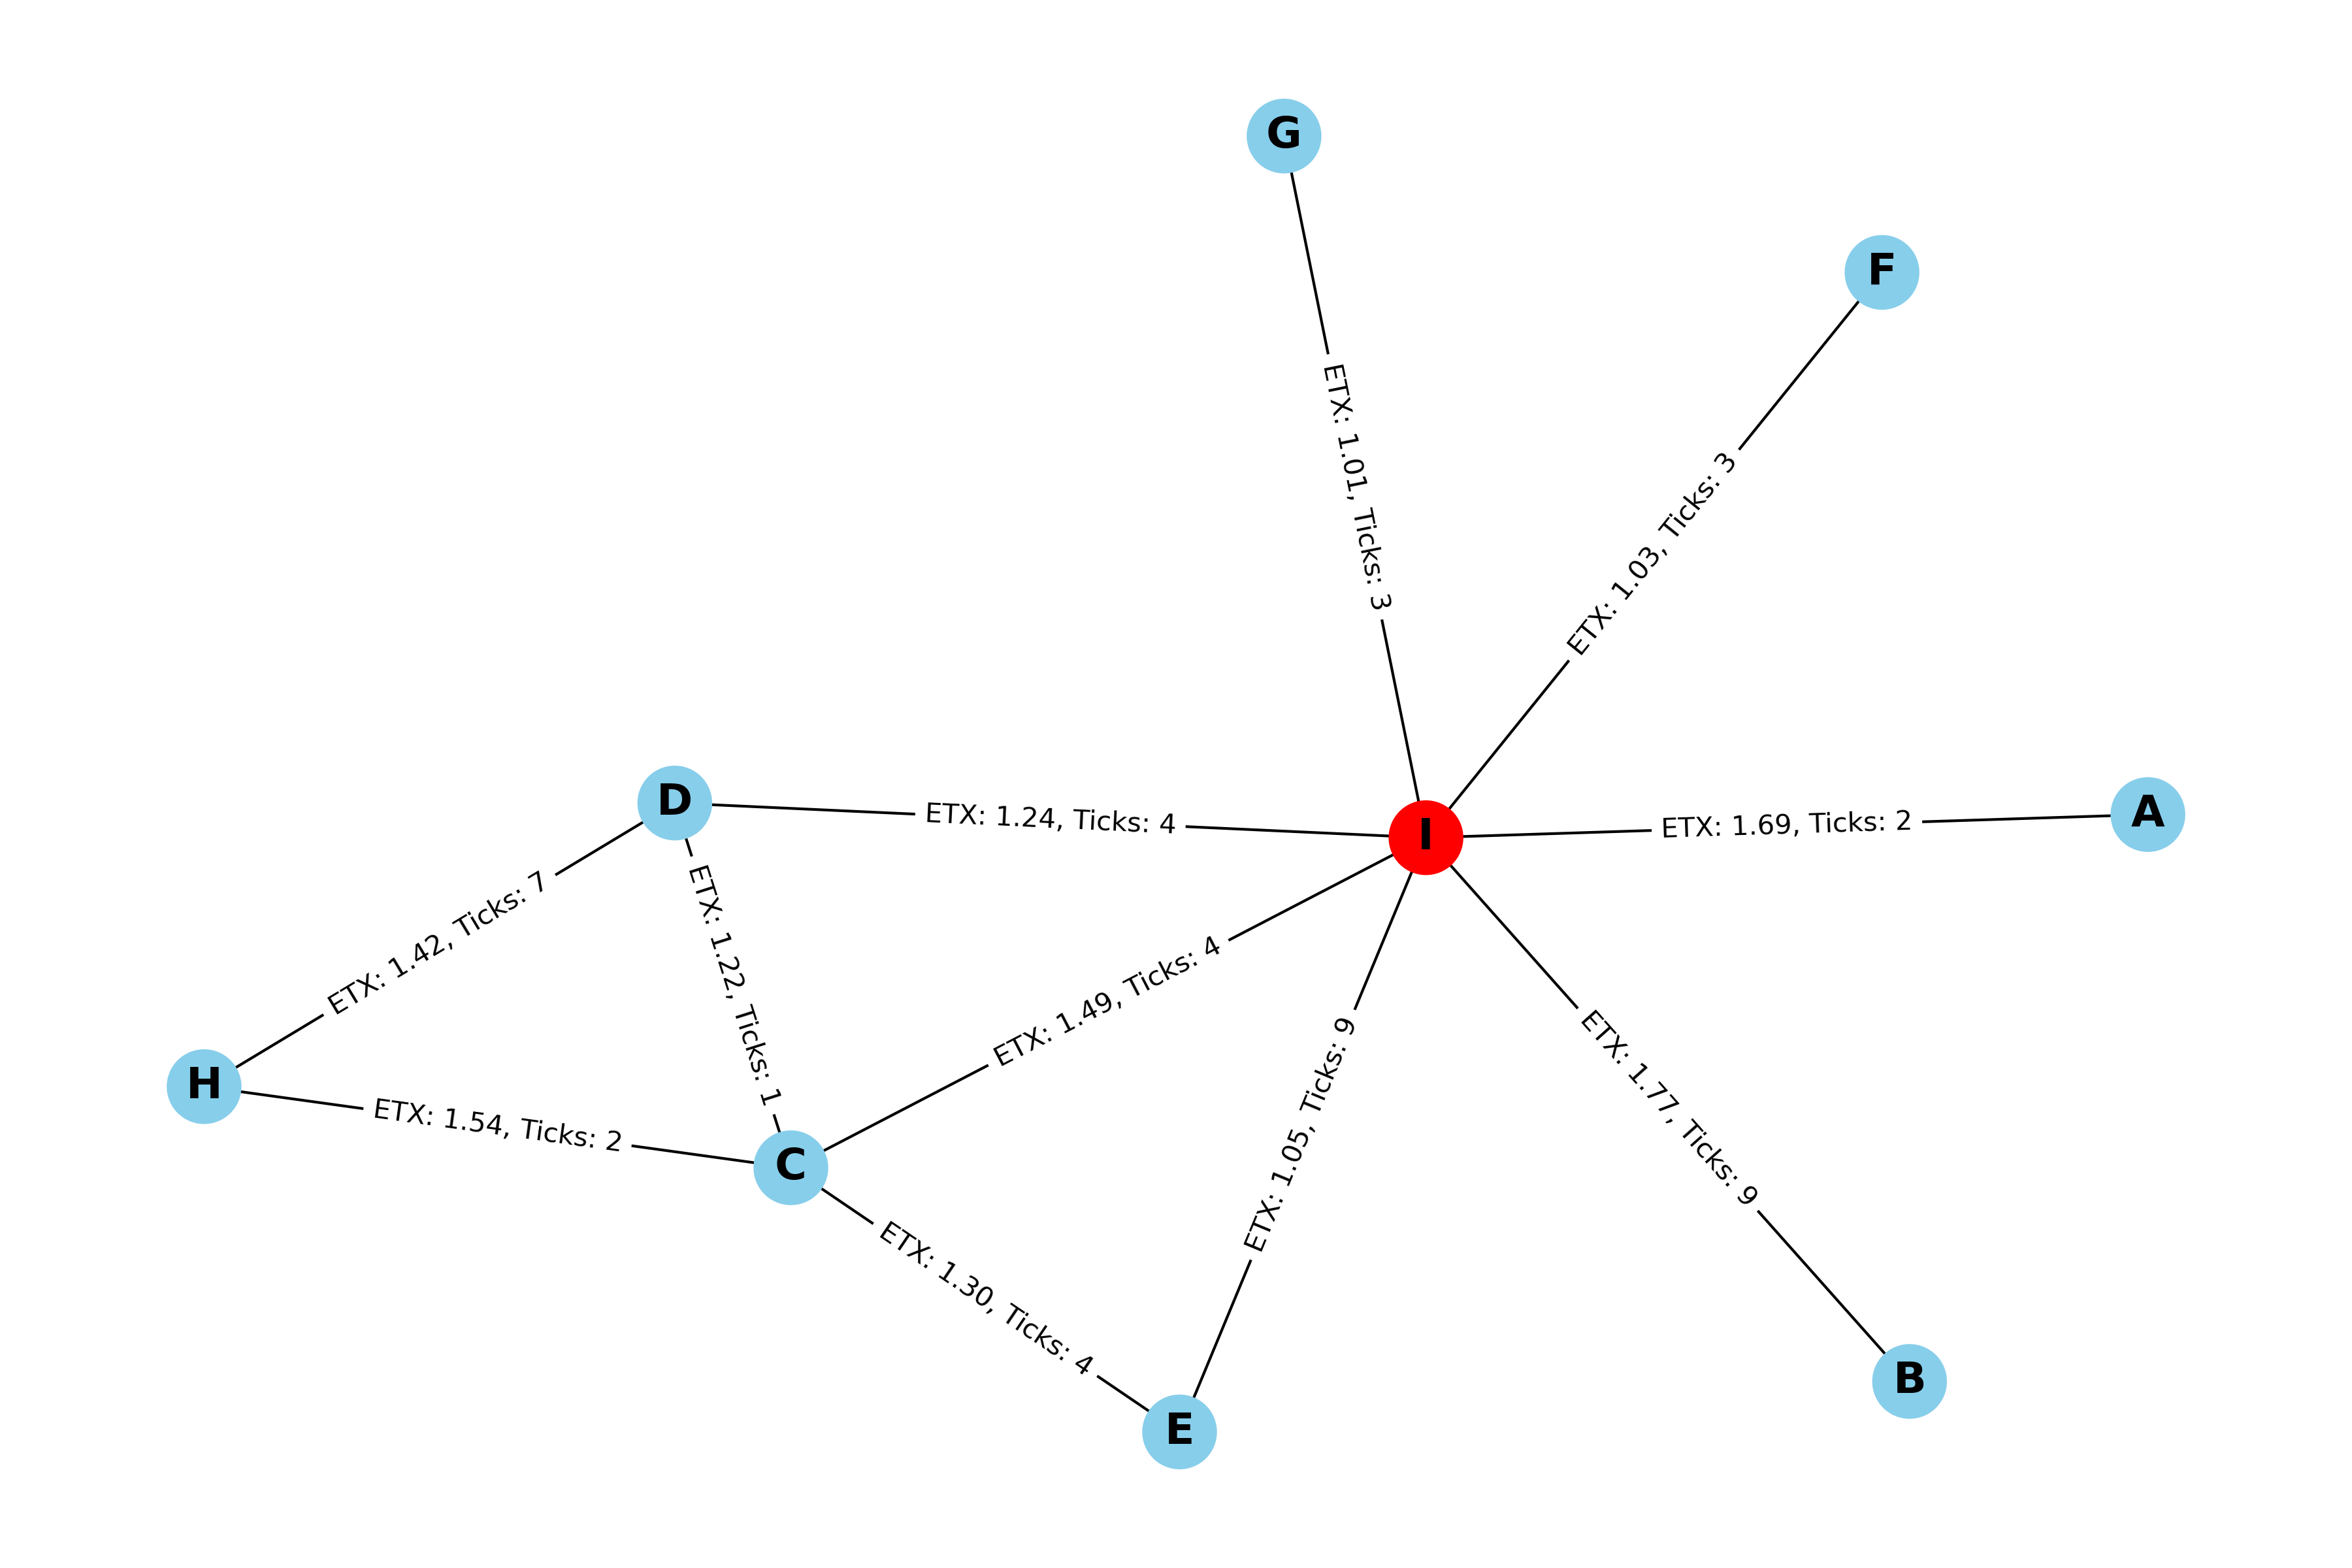 G
F
ETX: 1.01, Ticks: 3
ETX: 1.03, Ticks: 3
D
ETX: 1.24, Ticks: 4
I
ETX: 1.69, Ticks: 2
A
ETX: 1.42, Ticks: 7
ETX: 1.22, Ticks: 1
ETX: 1.49, Ticks: 4
H
ETX: 1.54, Ticks: 2
C
ETX: 1.05, Ticks: 9
ETX: 1.77, Ticks: 9
ETX: 1.30, Ticks: 4
E
B